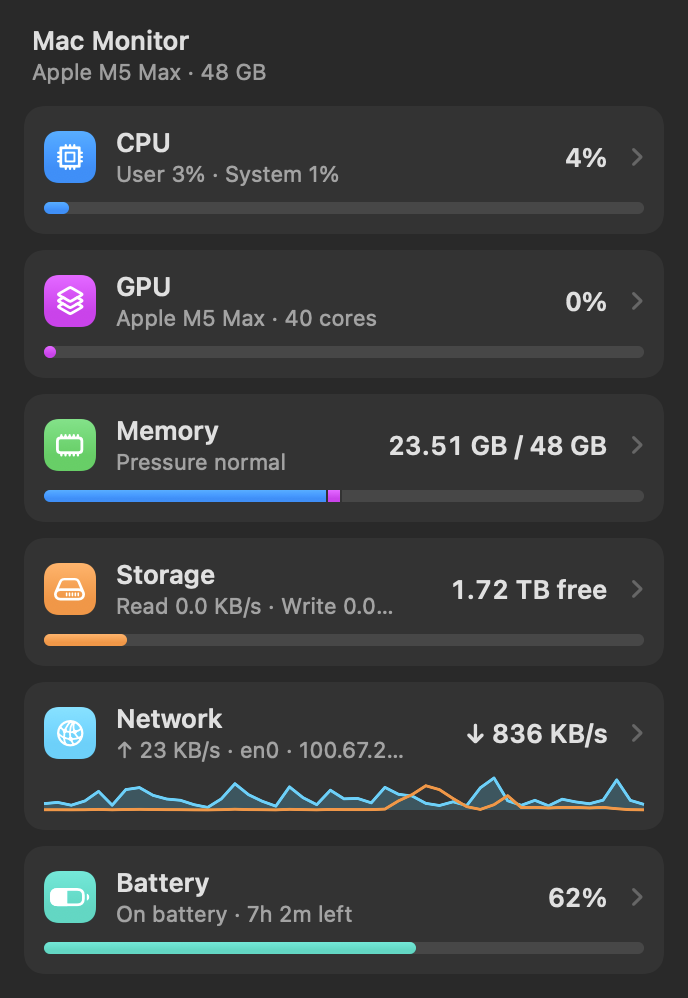 Mac Monitor
Apple M5 Max · 48 GB
CPU
User 3% · System 1%
4%
GPU
Apple M5 Max · 40 cores
0%
Memory
Pressure normal
23.51 GB / 48 GB
Storage
Read 0.0 KB/s · Write 0.0...
1.72 TB free
Network
↑ 23 KB/s · en0 · 100.67.2...
↓ 836 KB/s
Battery
On battery · 7h 2m left
62%